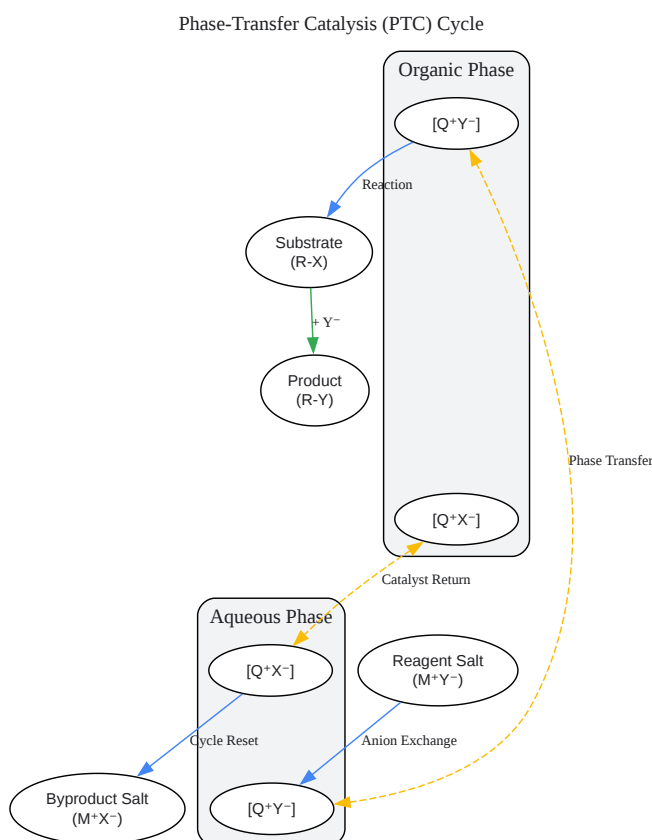 Phase-Transfer Catalysis (PTC) Cycle
Organic Phase
[Q⁺Y⁻]
Reaction
Substrate
(R-X)
+ Y⁻
Product
(R-Y)
Phase Transfer
[Q⁺X⁻]
Catalyst Return
Aqueous Phase
[Q⁺X⁻]
Reagent Salt
(M⁺Y⁻)
Cycle Reset
Anion Exchange
Byproduct Salt
(M⁺X⁻)
[Q⁺Y⁻]